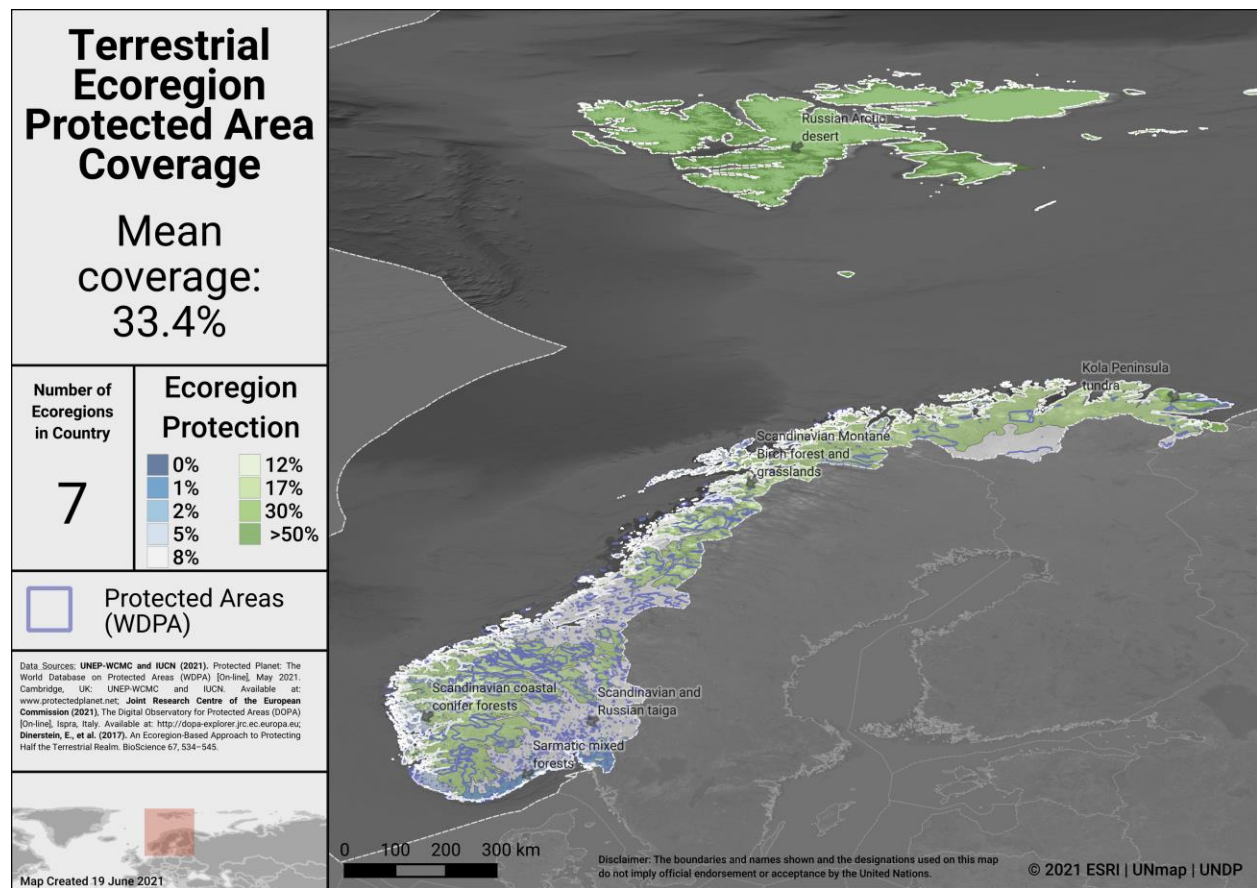 Terrestrial
Ecoregion
Protected Area
Coverage
Mean
coverage:
33.4%
Number of
Ecoregions
in Country
7
Ecoregion
Protection
0%
1%
2%
5%
8%
12%
17%
30%
>50%
Protected Areas
(WDPA)
Data Sources: UNEP-WCMC and IUCN (2021). Protected Planet: The
World Database on Protected Areas (WDPA) [On-line], May 2021.
Cambridge, UK: UNEP-WCMC and IUCN. Available at:
www.protectedplanet.net; Joint Research Centre of the European
Commission (2021), The Digital Observatory for Protected Areas (DOPA)
[On-line], Ispra, Italy. Available at: http://dopa-explorer.jrc.ec.europa.eu;
Dinerstein, E., et al. (2017). An Ecoregion-Based Approach to Protecting
Half the Terrestrial Realm. BioScience 67, 534–545.
Map Created 19 June 2021
Russian Arctic
desert
Kola Peninsula
tundra
Scandinavian Montane
Birch forest and
grasslands
Scandinavian coastal
conifer forests
Scandinavian and
Russian taiga
Sarmatic mixed
forests
0 100 200 300 km
Disclaimer: The boundaries and names shown and the designations used on this map
do not imply official endorsement or acceptance by the United Nations.
© 2021 ESRI | UNmap | UNDP